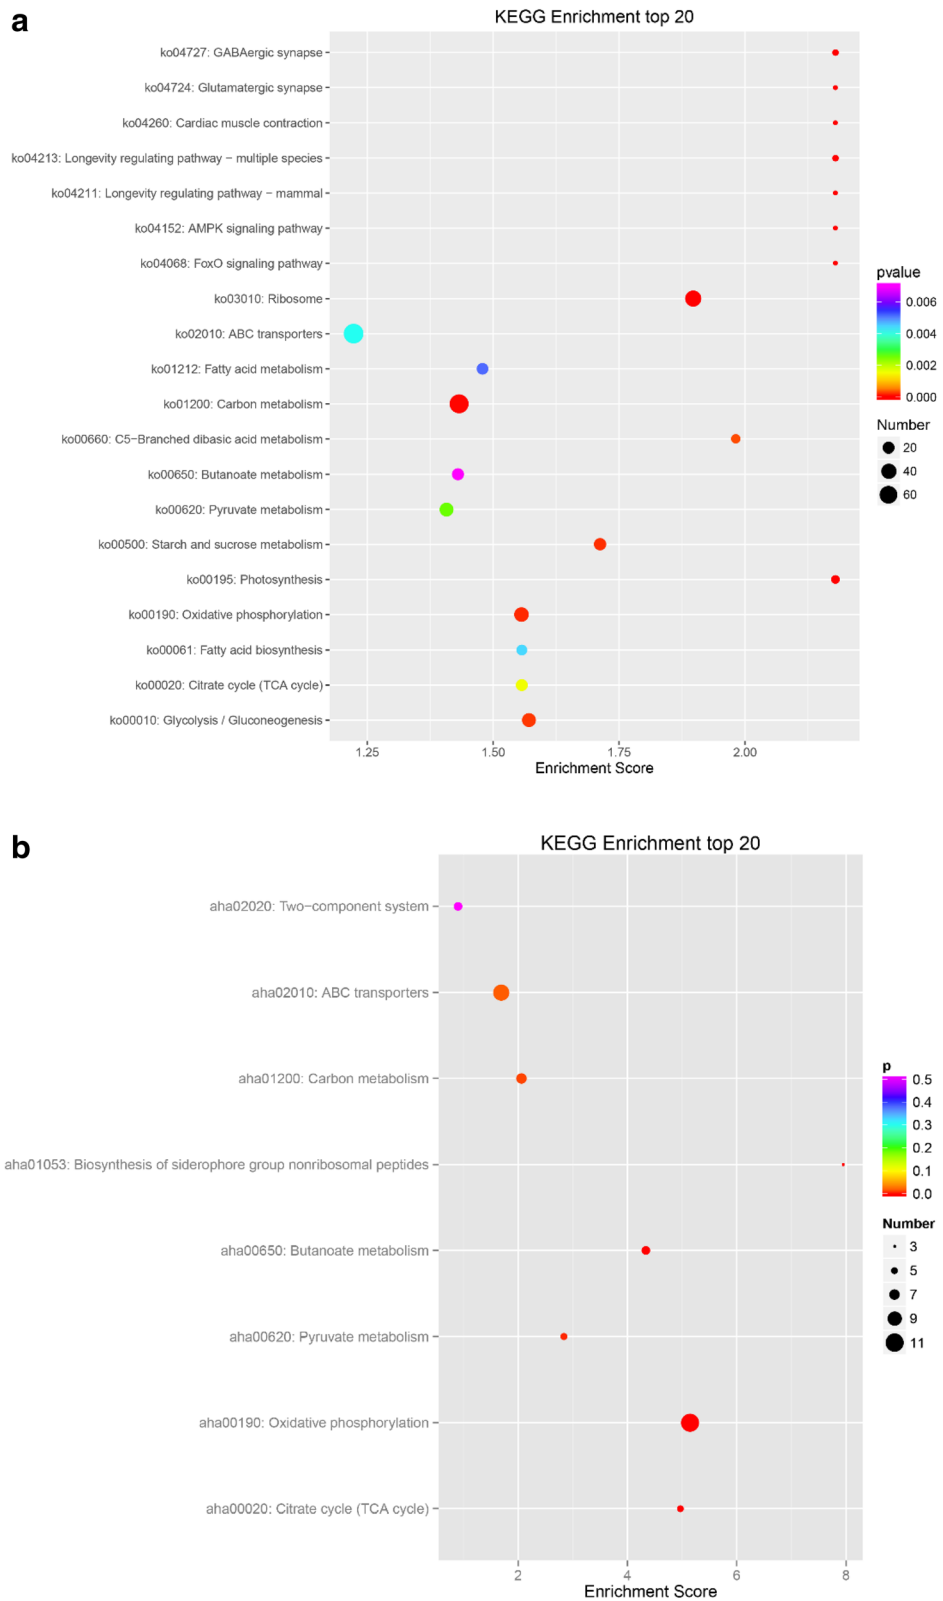 a
KEGG Enrichment top 20
ko04727: GABAergic synapse
ko04724: Glutamatergic synapse
ko04260: Cardiac muscle contraction
ko04213: Longevity regulating pathway − multiple species
ko04211: Longevity regulating pathway − mammal
ko04152: AMPK signaling pathway
ko04068: FoxO signaling pathway
ko03010: Ribosome
ko02010: ABC transporters
ko01212: Fatty acid metabolism
ko01200: Carbon metabolism
ko00660: C5−Branched dibasic acid metabolism
ko00650: Butanoate metabolism
ko00620: Pyruvate metabolism
ko00500: Starch and sucrose metabolism
ko00195: Photosynthesis
ko00190: Oxidative phosphorylation
ko00061: Fatty acid biosynthesis
ko00020: Citrate cycle (TCA cycle)
ko00010: Glycolysis / Gluconeogenesis
1.25 1.50 1.75 2.00
Enrichment Score
pvalue
0.006
0.004
0.002
0.000
Number
20
40
60
b
KEGG Enrichment top 20
aha02020: Two−component system
aha02010: ABC transporters
aha01200: Carbon metabolism
aha01053: Biosynthesis of siderophore group nonribosomal peptides
aha00650: Butanoate metabolism
aha00620: Pyruvate metabolism
aha00190: Oxidative phosphorylation
aha00020: Citrate cycle (TCA cycle)
2 4 6 8
Enrichment Score
p
0.5
0.4
0.3
0.2
0.1
0.0
Number
3
5
7
9
11